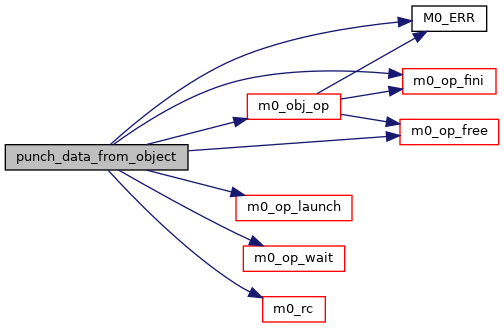 M0_ERR
m0_op_fini
m0_obj_op
m0_op_free
punch_data_from_object
m0_op_launch
m0_op_wait
m0_rc